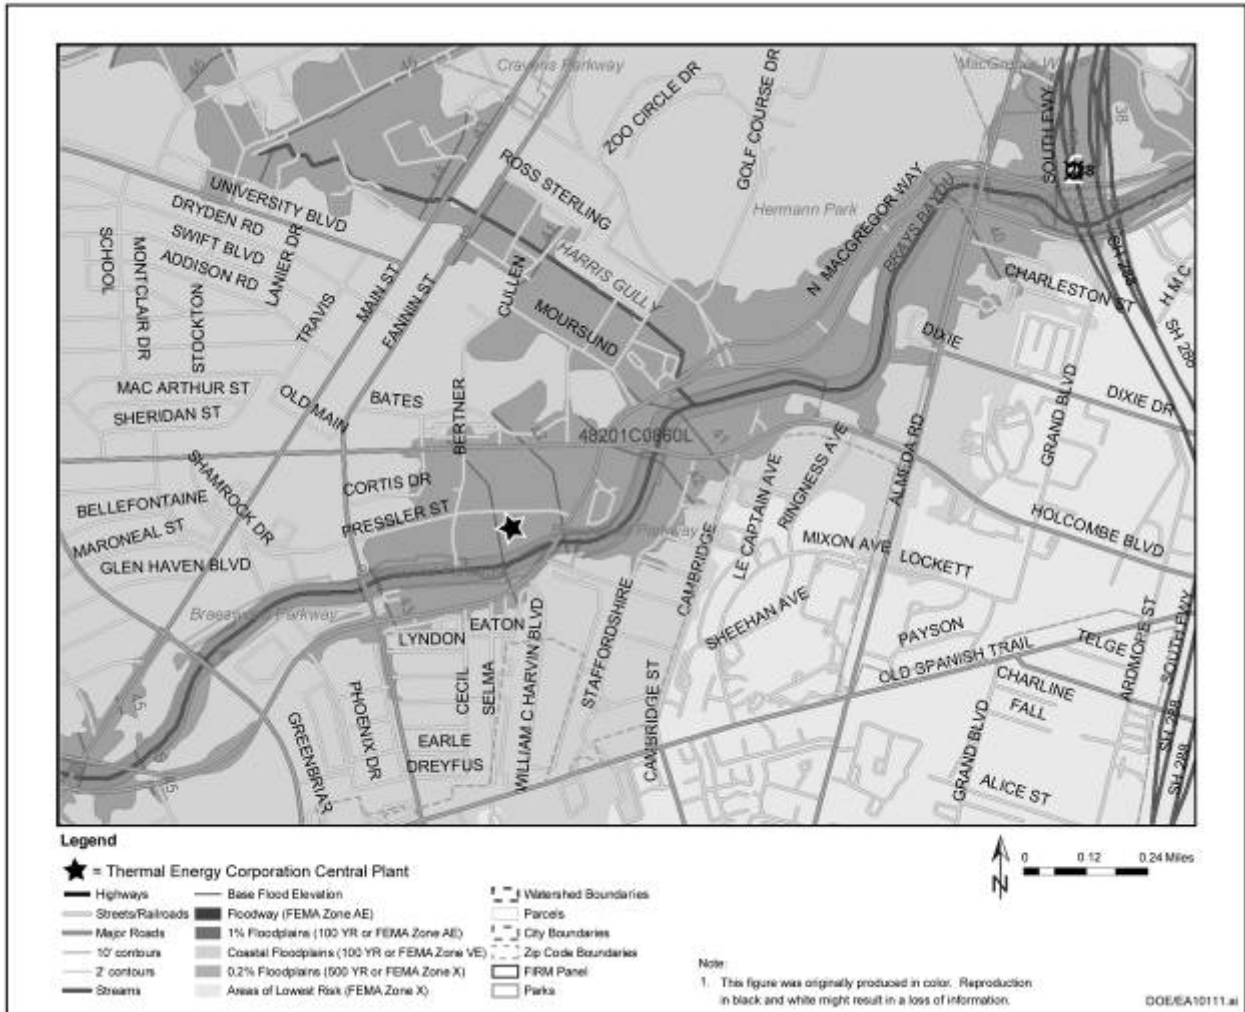 Cravens Parkway
MacGregor Way
ZOO CIRCLE DR
GOLF COURSE DR
SOUTH FWY
38
ROSS STERLING
UNIVERSITY BLVD
DRYDEN RD
SWIFT BLVD
ADDISON RD
LANIER DR
SCHOOL
MONTCLAIR DR
STOCKTON
TRAVIS
MAIN ST
FANNIN ST
CULLEN
HARRIS GULLY
MOURSUND
Hermann Park
N MACGREGOR WAY
BRAYS BAYOU
CHARLESTON ST
SH 288
H M C
SH 288
DIXIE
DIXIE DR
GRAND BLVD
MAC ARTHUR ST
SHERIDAN ST
OLD MAIN
BATES
BERTNER
48201C0860L
ALMEDA RD
SHAMROCK DR
BELLEFONTAINE
MARONEAL ST
GLEN HAVEN BLVD
CORTIS DR
PRESSLER ST
Parkway
CAMBRIDGE
LE CAPTAIN AVE
RINGNESS AVE
MIXON AVE
LOCKETT
HOLCOMBE BLVD
Braeswood Parkway
LYNDON
EATON
CECIL
SELMA
WILLIAM C HARVIN BLVD
STAFFORDSHIRE
SHEEHAN AVE
PAYSON
OLD SPANISH TRAIL
TELGE
ARDMORE ST
SOUTH FWY
CHARLINE
FALL
GREENBRIAR
PHOENIX DR
EARLE
DREYFUS
CAMBRIDGE ST
GRAND BLVD
ALICE ST
SH 288
SH 288
45
45
Legend
= Thermal Energy Corporation Central Plant
Highways
Streets/Railroads
Major Roads
10' contours
2' contours
Streams
Base Flood Elevation
Floodway (FEMA Zone AE)
1% Floodplains (100 YR or FEMA Zone AE)
Coastal Floodplains (100 YR or FEMA Zone VE)
0.2% Floodplains (500 YR or FEMA Zone X)
Areas of Lowest Risk (FEMA Zone X)
Watershed Boundaries
Parcels
City Boundaries
Zip Code Boundaries
FIRM Panel
Parks
N
0 0.12 0.24 Miles
Note:
1. This figure was originally produced in color. Reproduction
in black and white might result in a loss of information.
DOE/EA10111.ai